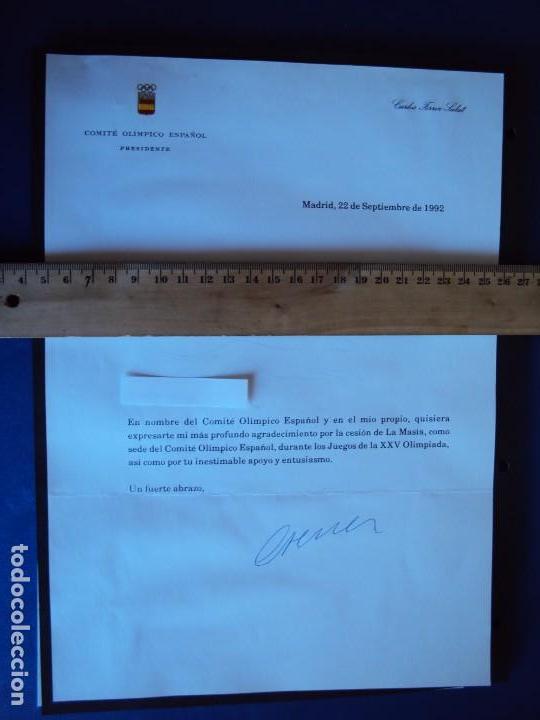 Carlos Ferrer Salat
COMITÉ OLIMPICO ESPAÑOL
PRESIDENTE
Madrid, 22 de Septiembre de 1992
4 5 6 7 8 9 10 11 12 13 14 15 16 17 18 19 20 21 22 23 24 25 26 27
En nombre del Comité Olímpico Español y en el mio propio, quisiera
expresarte mi más profundo agradecimiento por la cesión de La Masía, como
sede del Comité Olímpico Español, durante los Juegos de la XXV Olimpiada,
así como por tu inestimable apoyo y entusiasmo.
Un fuerte abrazo,
todocoleccion